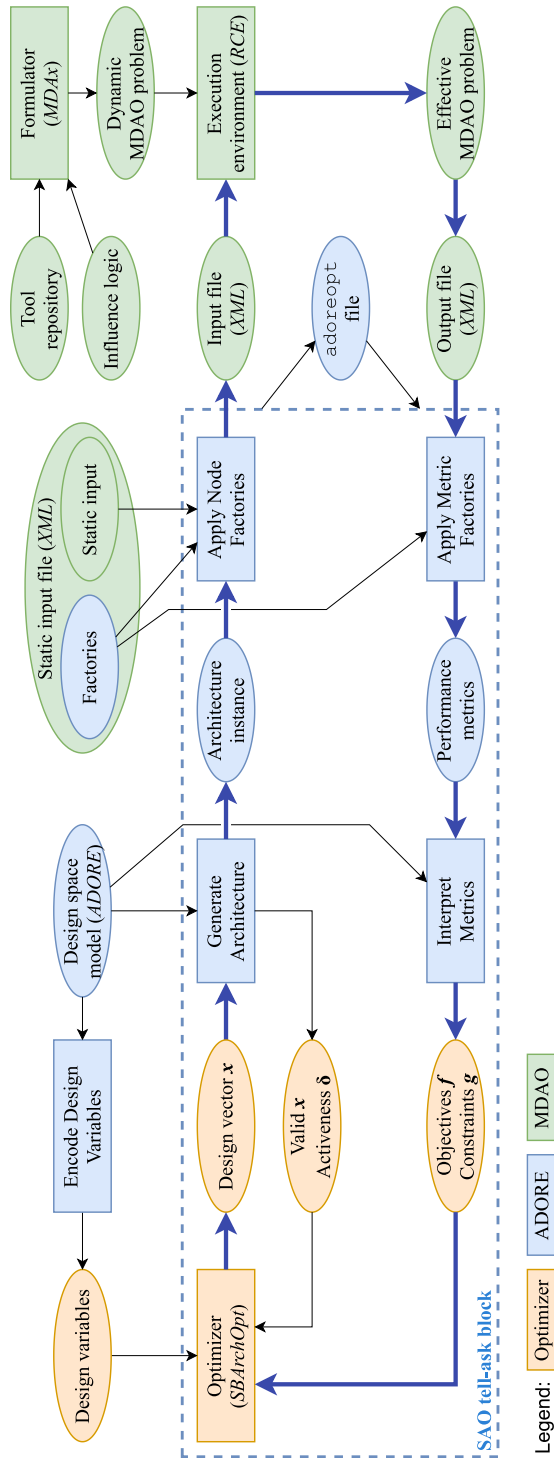 Design variables
Encode Design
Variables
Design space
model (ADORE)
Static input file (XML)
Factories
Static input
Tool
repository
Formulator
(MDAx)
Influence logic
Dynamic
MDAO problem
Optimizer
(SBArchOpt)
Design vector x
Generate
Architecture
Architecture
instance
Apply Node
Factories
Input file
(XML)
Execution
environment (RCE)
Valid x
Activeness δ
adoreopt
file
Objectives f
Constraints g
Interpret
Metrics
Performance
metrics
Apply Metric
Factories
Output file
(XML)
Effective
MDAO problem
SAO tell-ask block
Legend:
Optimizer
ADORE
MDAO